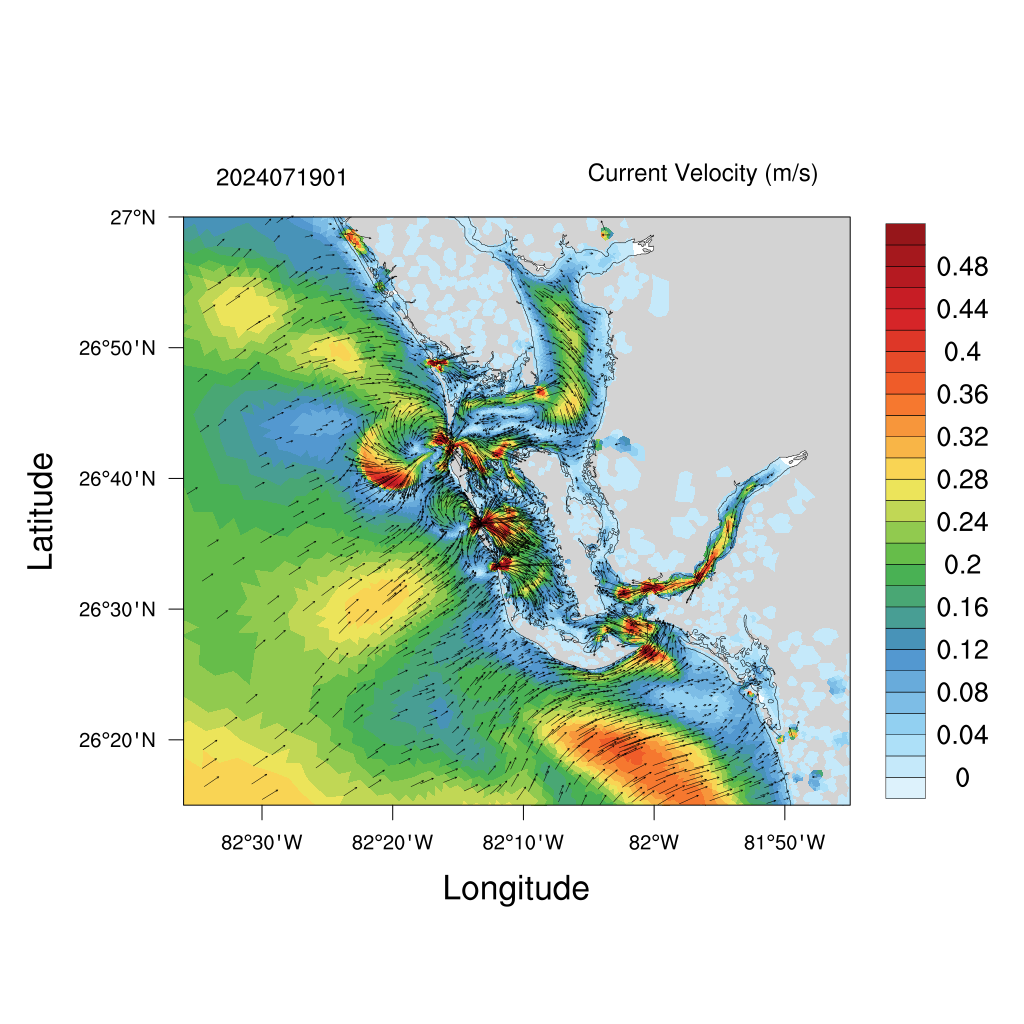 2024071901
Current Velocity (m/s)
27°N
26°50'N
26°40'N
26°30'N
26°20'N
Latitude
82°30'W
82°20'W
82°10'W
82°W
81°50'W
Longitude
0.48
0.44
0.4
0.36
0.32
0.28
0.24
0.2
0.16
0.12
0.08
0.04
0